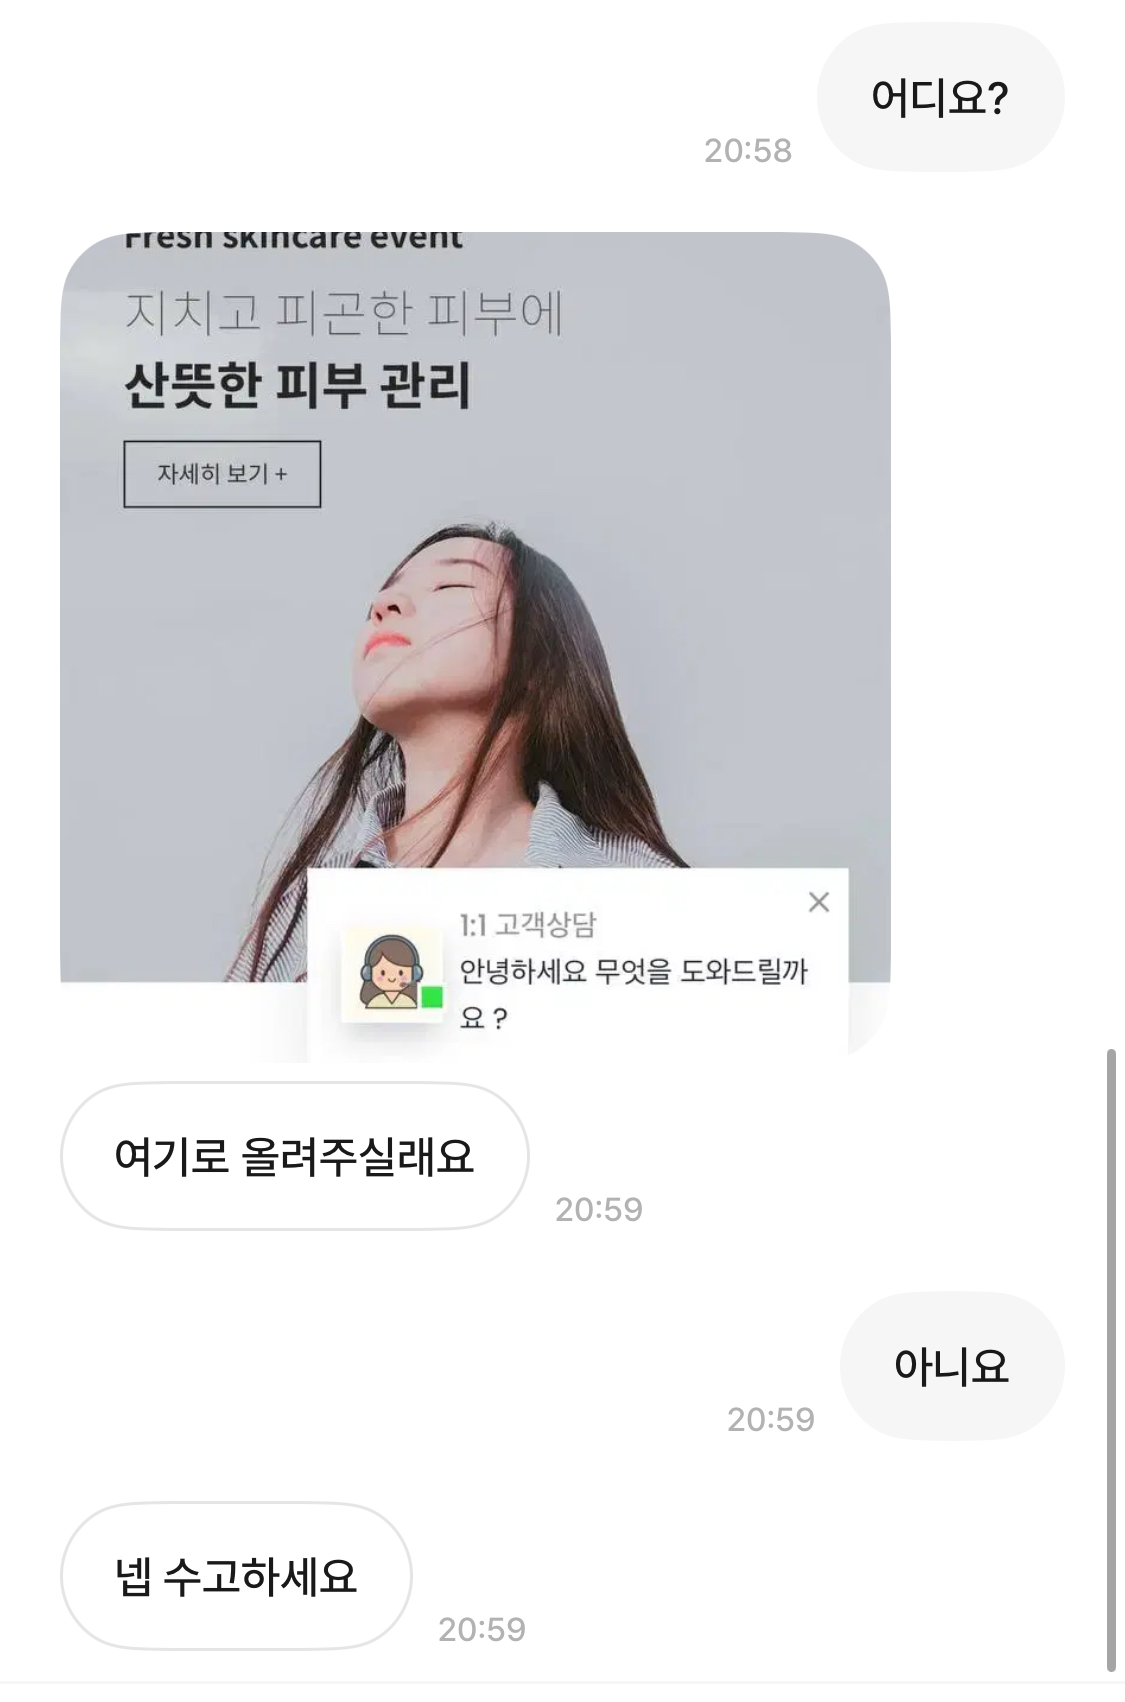 어디요?
20:58
Fresh skincare event
지치고 피곤한 피부에
산뜻한 피부 관리
자세히 보기 +
1:1 고객상담
안녕하세요 무엇을 도와드릴까
요 ?
여기로 올려주실래요
20:59
아니요
20:59
넵 수고하세요
20:59